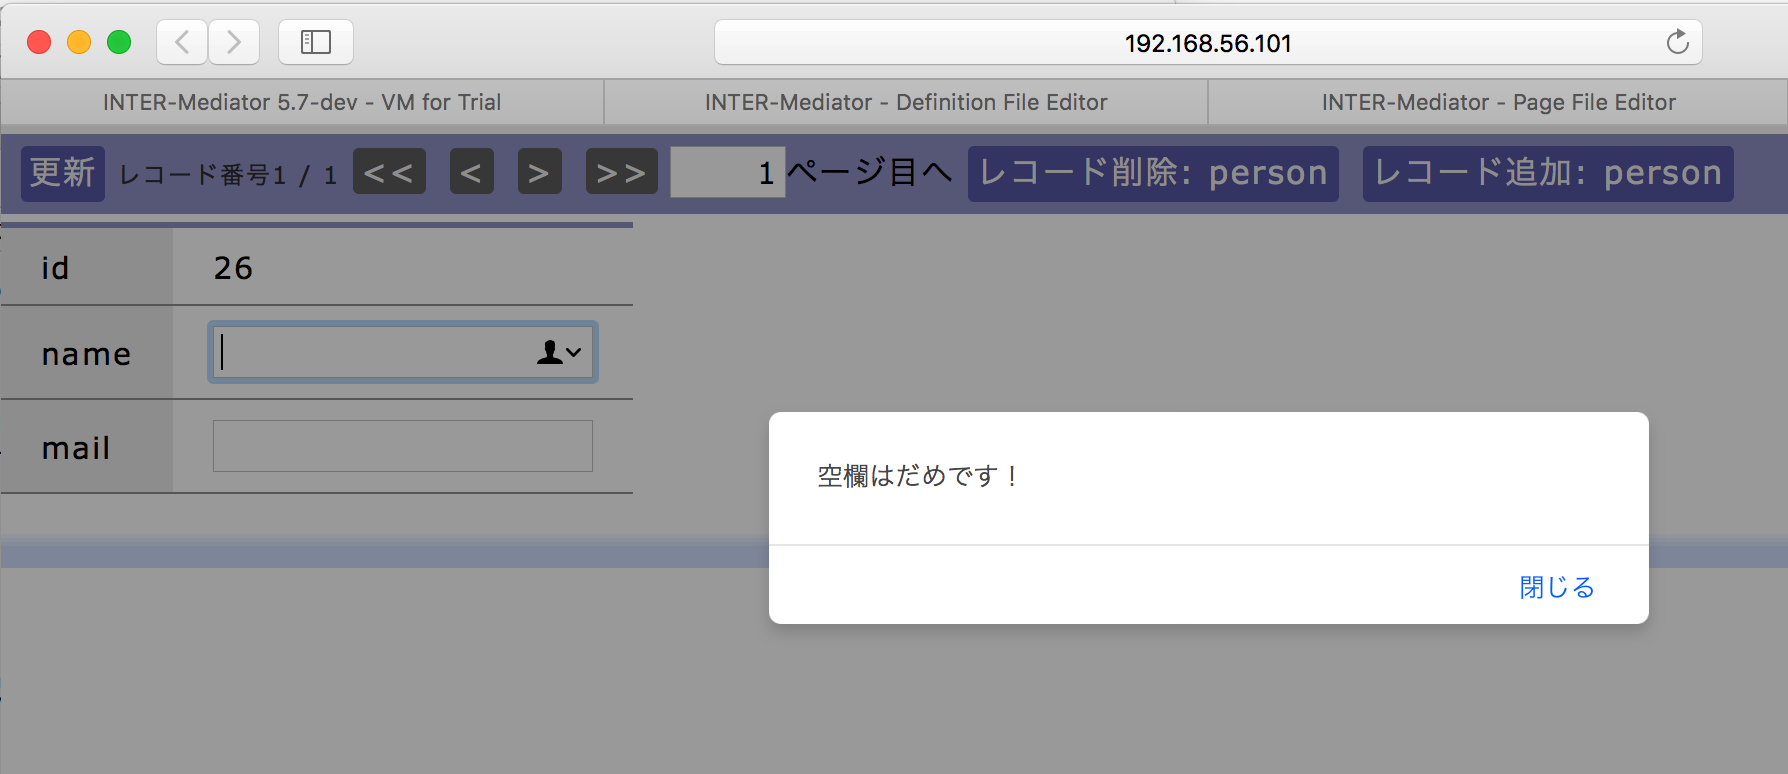 192.168.56.101
INTER-Mediator 5.7-dev - VM for Trial
INTER-Mediator - Definition File Editor
INTER-Mediator - Page File Editor
更新 レコード番号1 / 1 << < > >> 1 ページ目へ レコード削除: person レコード追加: person
id 26
name
mail
空欄はだめです！
閉じる